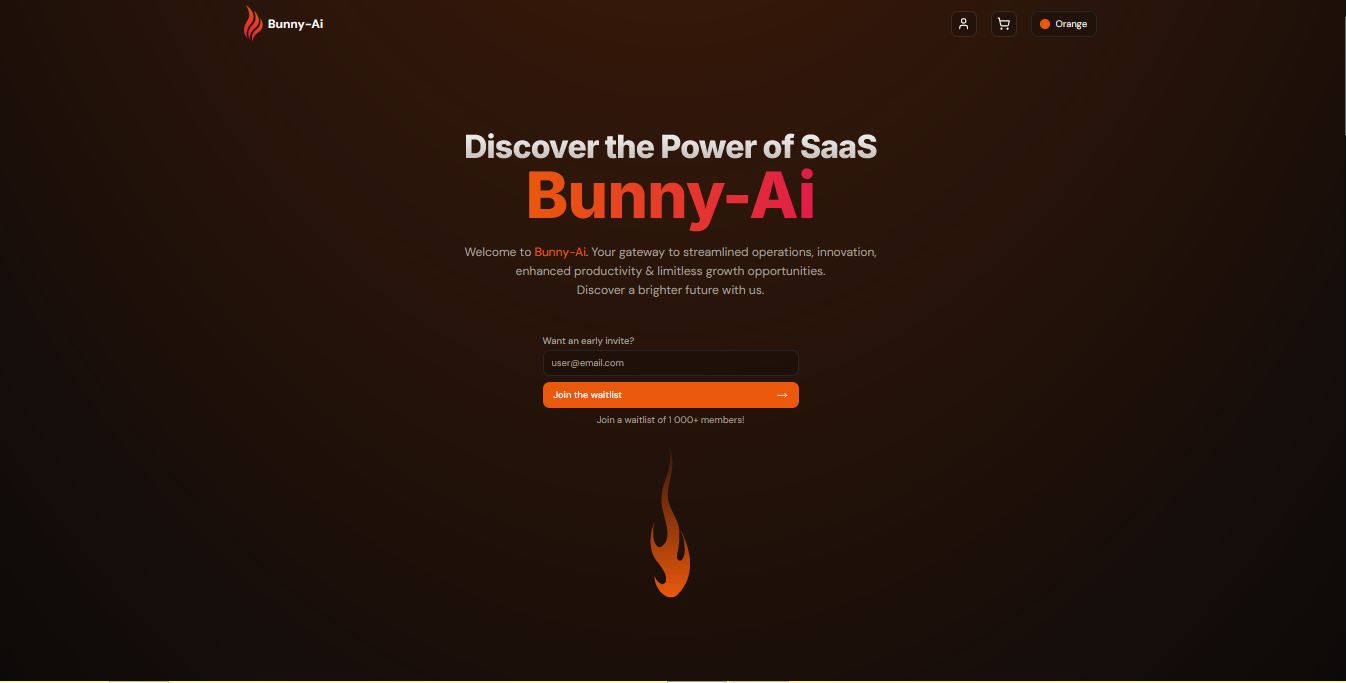 Bunny-Ai
Orange
Discover the Power of SaaS
Bunny-Ai
Welcome to Bunny-Ai. Your gateway to streamlined operations, innovation,
enhanced productivity & limitless growth opportunities.
Discover a brighter future with us.
Want an early invite?
user@email.com
Join the waitlist →
Join a waitlist of 1 000+ members!